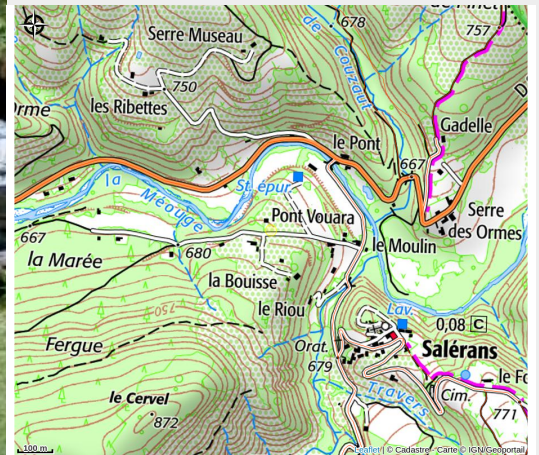 678
757
Serre Museau
de Couzaut
750
les Ribettes
Orme
Gadelle
le Pont
667
la Méouge
St. épur.
Pont Vouara
Serre
des Ormes
667
680
le Moulin
la Marée
la Bouisse
le Riou
750
Lav.
0,08 C
Fergue
Orat.
679
Salérans
Travers
Cim.
771
le Cervel
872
100 m
Leaflet | © Cadastre - Carte © IGN/Geoportail